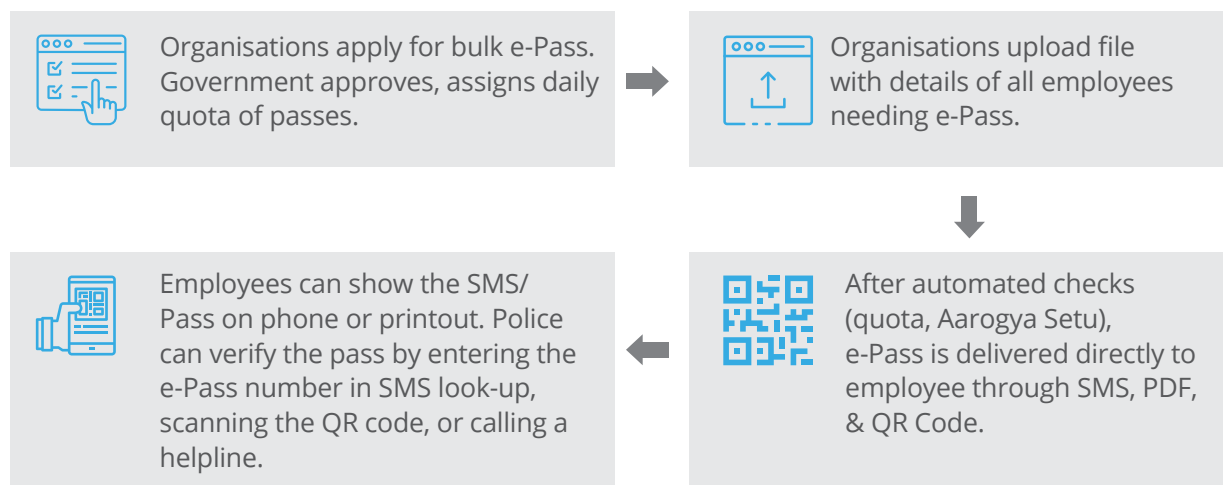 Organisations apply for bulk e-Pass.
Government approves, assigns daily
quota of passes.
Organisations upload file
with details of all employees
needing e-Pass.
After automated checks
(quota, Aarogya Setu),
e-Pass is delivered directly to
employee through SMS, PDF,
& QR Code.
Employees can show the SMS/
Pass on phone or printout. Police
can verify the pass by entering the
e-Pass number in SMS look-up,
scanning the QR code, or calling a
helpline.